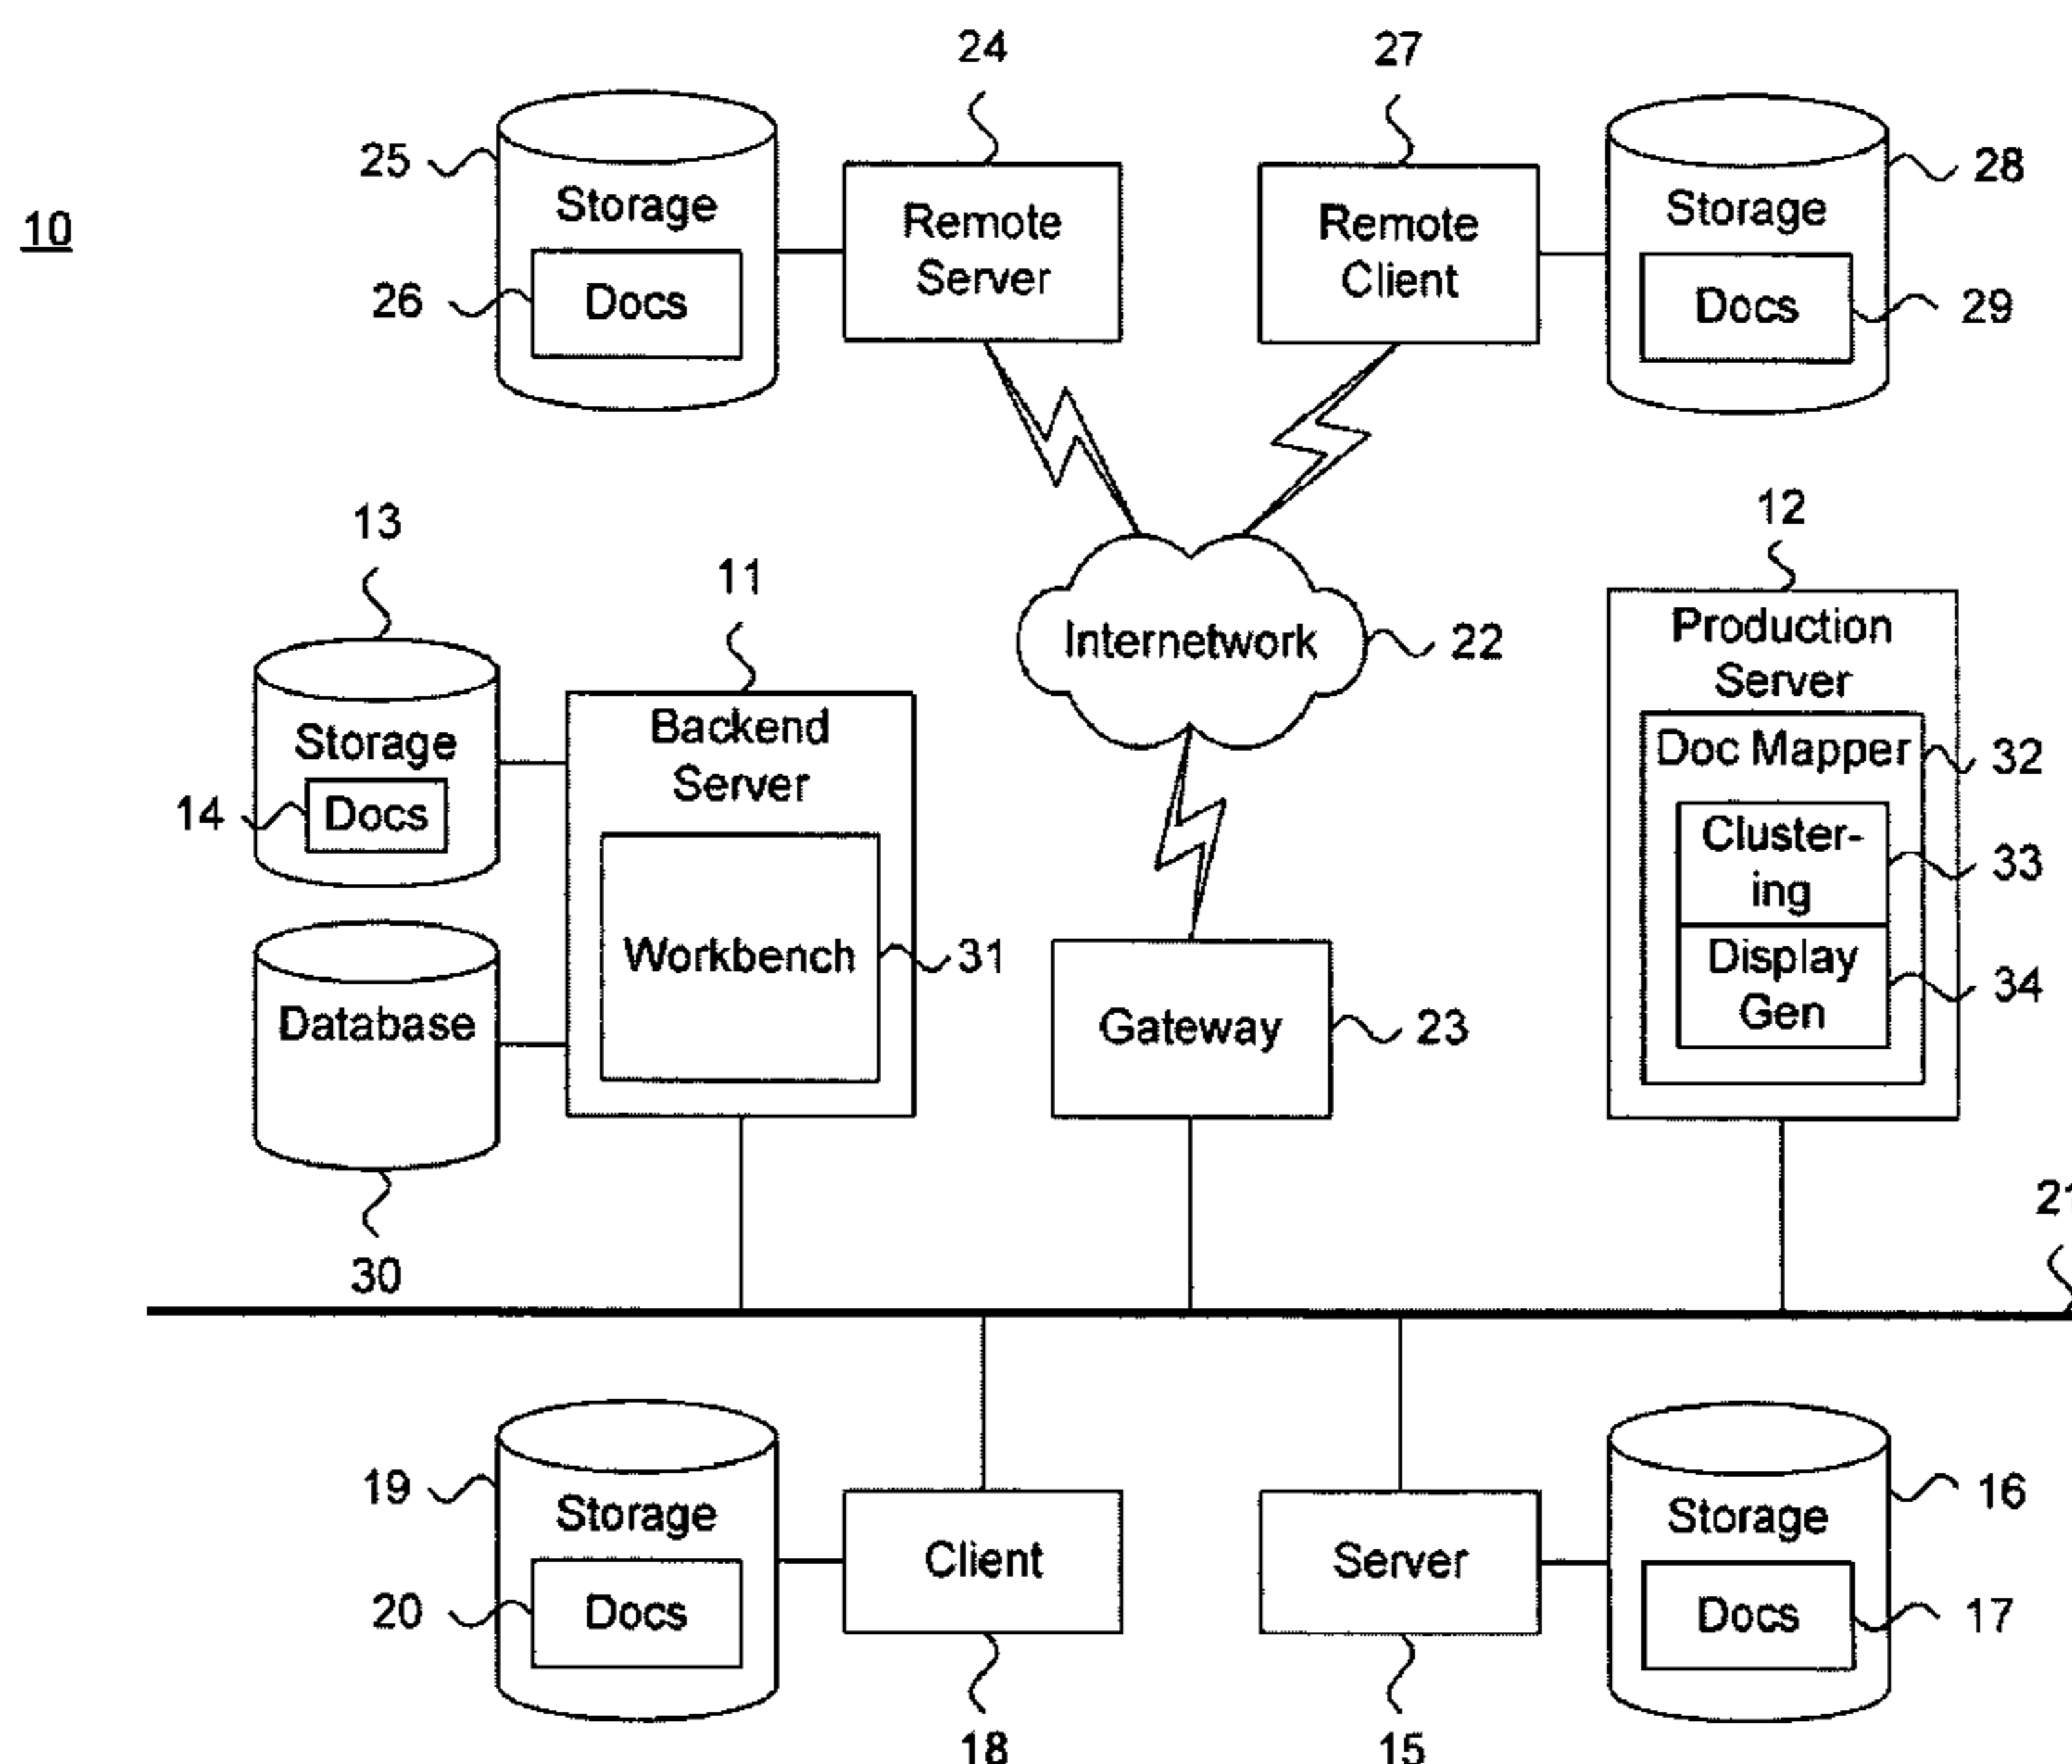 24
27
25
28
10
Storage
Remote
Server
Remote
Client
Storage
26
Docs
Docs
29
13
12
11
Internetwork
22
Production
Server
Storage
Backend
Server
Doc Mapper
32
14
Docs
Cluster-
ing
33
Workbench
31
Display
Gen
34
Database
Gateway
23
21
30
19
16
Storage
Client
Server
Storage
20
Docs
Docs
17
18
15